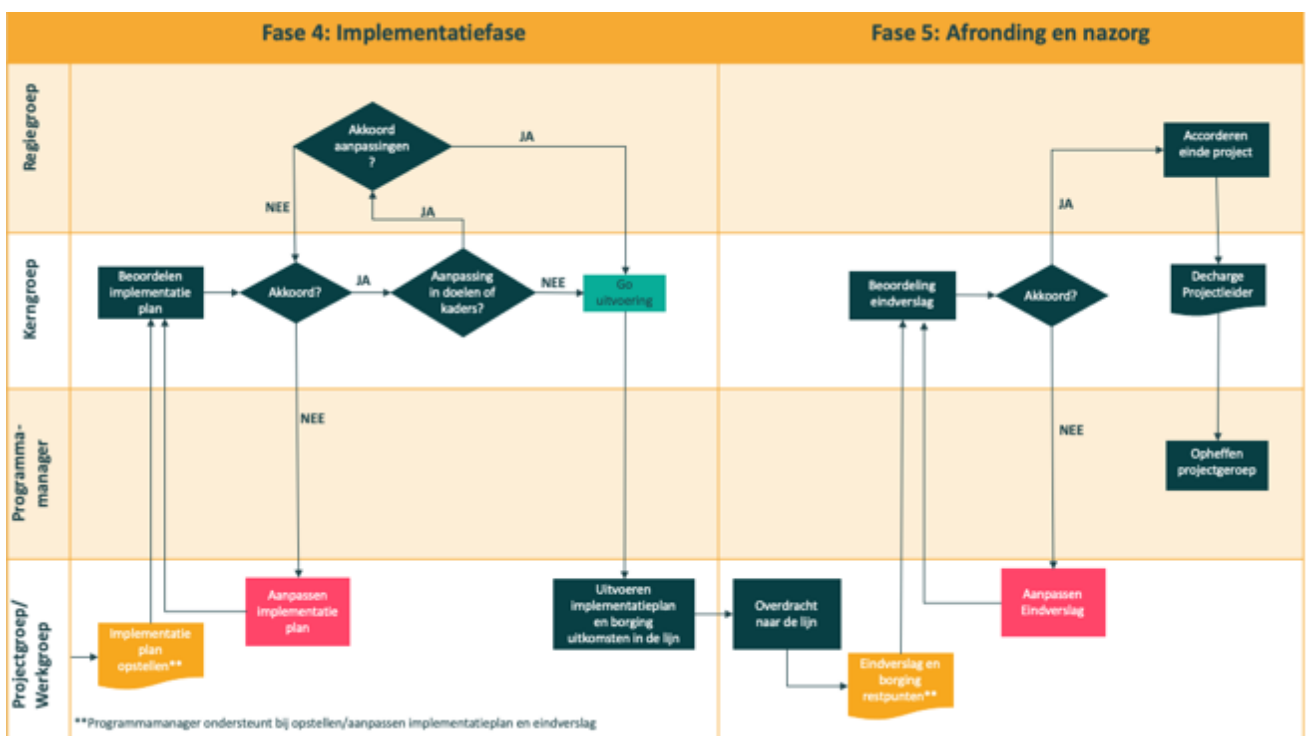 Fase 4: Implementatiefase
Fase 5: Afronding en nazorg
Regiegroep
Akkoord
aanpassingen
?
JA
NEE
JA
Accorderen
einde project
JA
Kerngroep
Beoordelen
implementatie
plan
Akkoord?
JA
Aanpassing
in doelen of
kaders?
NEE
Go
uitvoering
NEE
Beoordeling
eindverslag
Akkoord?
Decharge
Projectleider
NEE
Programma-
manager
Opheffen
projectgeroep
Projectgroep/
Werkgroep
Implementatie
plan
opstellen**
Aanpassen
implementatie
plan
Uitvoeren
implementatieplan
en borging
uitkomsten in de lijn
Overdracht
naar de lijn
Eindverslag en
borging
restpunten**
Aanpassen
Eindverslag
**Programmamanager ondersteunt bij opstellen/aanpassen implementatieplan en eindverslag